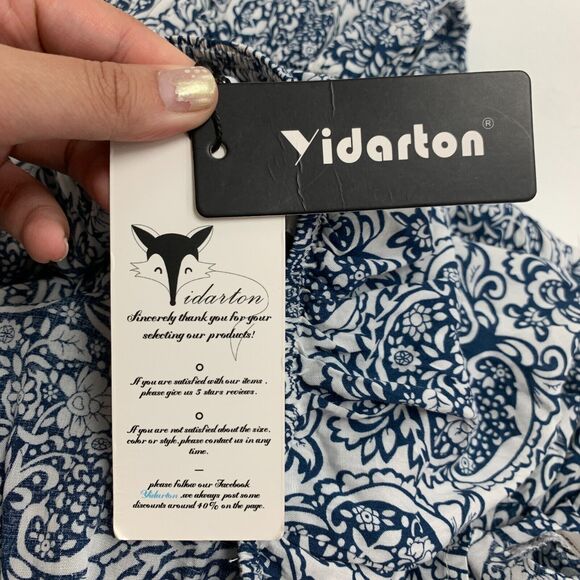 Yidarton®
Yidarton
Sincerely thank you for your
selecting our products!
If you are satisfied with our items ,
please give us 5 stars reviews.
If you are not satisfied about the size,
color or style, please contact us in any
time.
please follow our Facebook
Yidarton ,we always post some
discounts around 40% on the page.